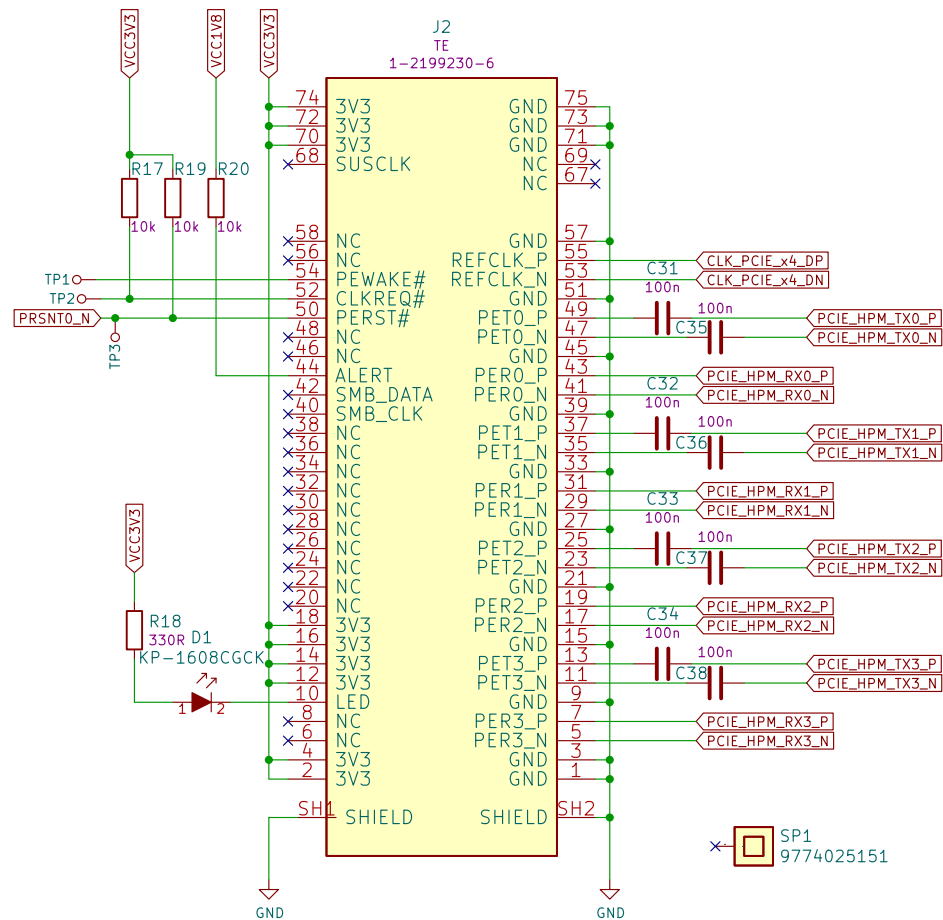 VCC3V3
VCC1V8
VCC3V3
J2
TE
1-2199230-6
74 3V3 GND 75
72 3V3 GND 73
70 3V3 GND 71
68 SUSCLK NC 69
NC 67
R17 R19 R20
10k 10k 10k
58 NC GND 57
56 NC REFCLK_P 55 CLK_PCIE_x4_DP
TP1 54 PEWAKE# REFCLK_N 53 C31 CLK_PCIE_x4_DN
100n
TP2 52 CLKREQ# GND 51
100n
PRSNT0_N 50 PERST# PET0_P 49 PCIE_HPM_TX0_P
TP3 48 NC PET0_N 47 C35 PCIE_HPM_TX0_N
46 NC GND 45
44 ALERT PER0_P 43 PCIE_HPM_RX0_P
42 SMB_DATA PER0_N 41 C32 PCIE_HPM_RX0_N
100n
40 SMB_CLK GND 39
100n
38 NC PET1_P 37 PCIE_HPM_TX1_P
36 NC PET1_N 35 C36 PCIE_HPM_TX1_N
34 NC GND 33
32 NC PER1_P 31 PCIE_HPM_RX1_P
30 NC PER1_N 29 C33 PCIE_HPM_RX1_N
100n
28 NC GND 27
100n
VCC3V3
26 NC PET2_P 25 PCIE_HPM_TX2_P
24 NC PET2_N 23 C37 PCIE_HPM_TX2_N
22 NC GND 21
20 NC PER2_P 19 PCIE_HPM_RX2_P
18 3V3 PER2_N 17 C34 PCIE_HPM_RX2_N
100n
R18
330R D1
KP-1608CGCK
16 3V3 GND 15
100n
14 3V3 PET3_P 13 PCIE_HPM_TX3_P
12 3V3 PET3_N 11 C38 PCIE_HPM_TX3_N
1 2 10 LED GND 9
8 NC PER3_P 7 PCIE_HPM_RX3_P
6 NC PER3_N 5 PCIE_HPM_RX3_N
4 3V3 GND 3
2 3V3 GND 1
SH1 SHIELD SHIELD SH2
SP1
9774025151
GND GND